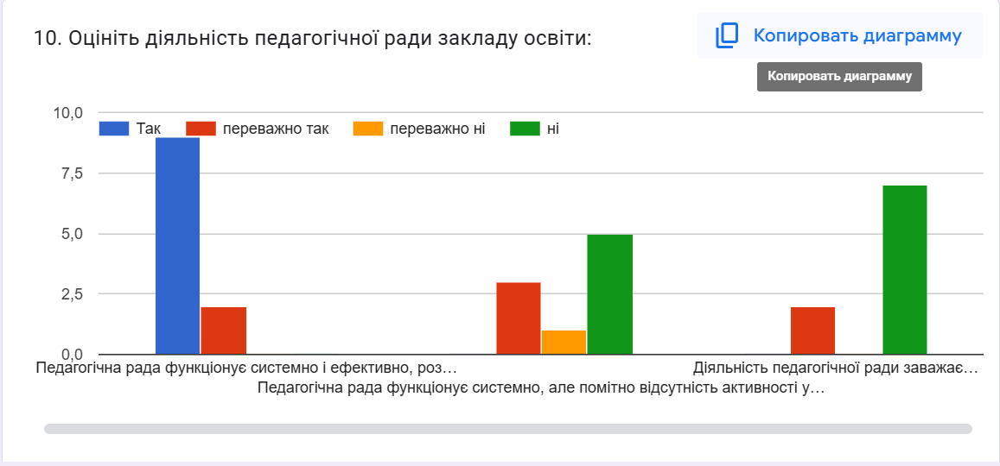 10. Оцініть діяльність педагогічної ради закладу освіти:
Копировать диаграмму
Копировать диаграмму
10,0
Так
переважно так
переважно ні
ні
7,5
5,0
2,5
0,0
Педагогічна рада функціонує системно і ефективно, роз…
Діяльність педагогічної ради заважає…
Педагогічна рада функціонує системно, але помітно відсутність активності у…